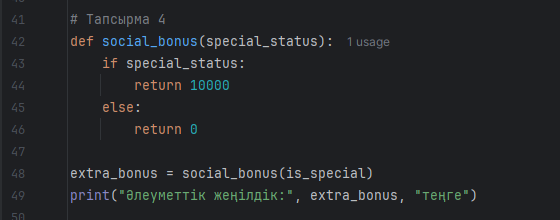 41 # Тапсырма 4
42 def social_bonus(special_status): 1 usage
43 if special_status:
44 return 10000
45 else:
46 return 0
47
48 extra_bonus = social_bonus(is_special)
49 print("Әлеуметтік жеңілдік:", extra_bonus, "теңге")
50